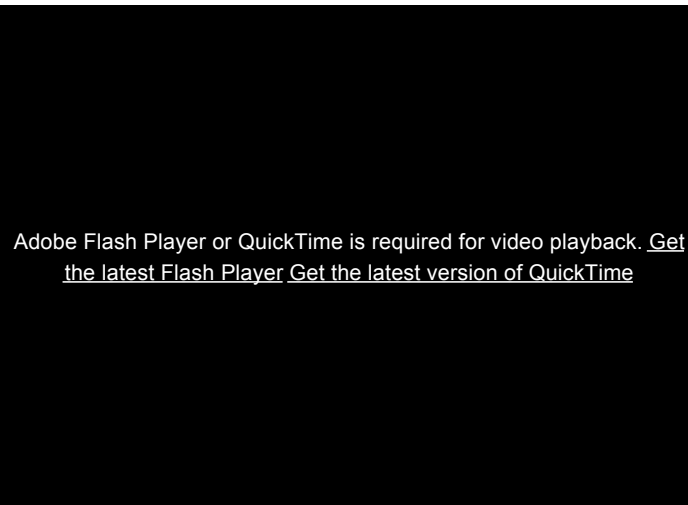 Adobe Flash Player or QuickTime is required for video playback. Get
the latest Flash Player Get the latest version of QuickTime